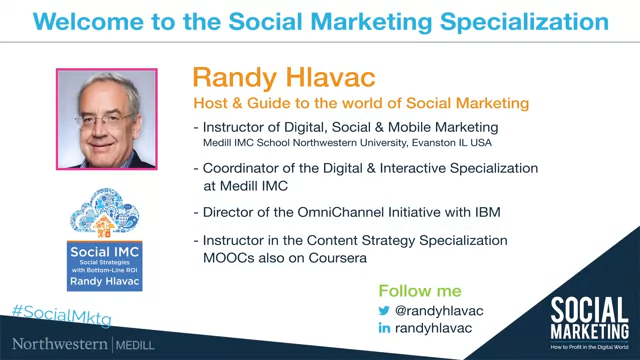 Welcome to the Social Marketing Specialization
Randy Hlavac
Host & Guide to the world of Social Marketing
- Instructor of Digital, Social & Mobile Marketing
Medill IMC School Northwestern University, Evanston IL USA
- Coordinator of the Digital & Interactive Specialization
at Medill IMC
- Director of the OmniChannel Initiative with IBM
- Instructor in the Content Strategy Specialization
MOOCs also on Coursera
Social IMC
Social Strategies
with Bottom-Line ROI
Randy Hlavac
Follow me
@randyhlavac
in randyhlavac
#SocialMktg
Northwestern | MEDILL
SOCIAL
MARKETING
How to Profit in the Digital World